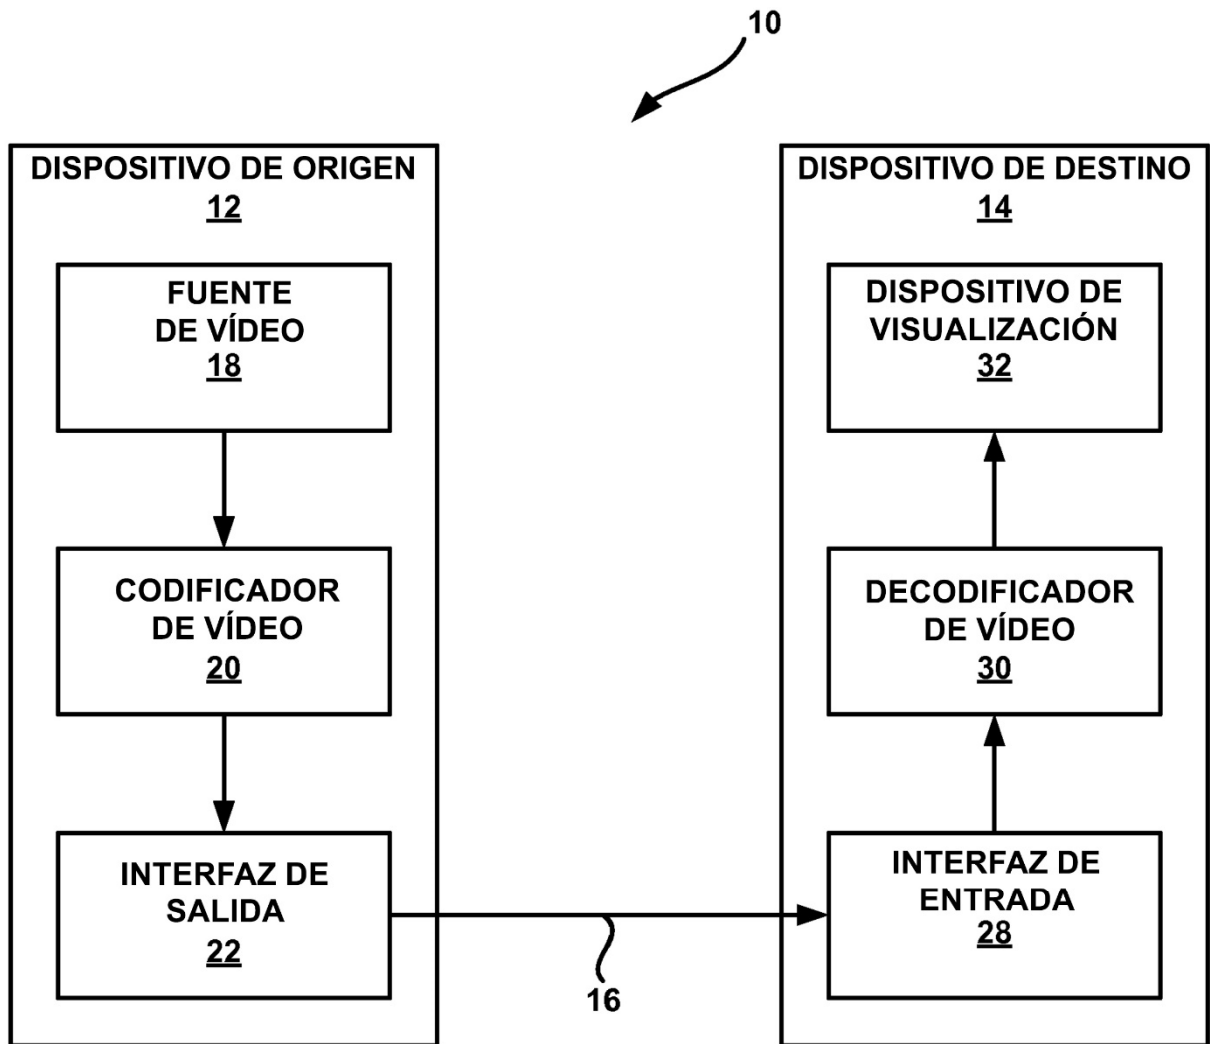 10
DISPOSITIVO DE ORIGEN
12
FUENTE
DE VÍDEO
18
CODIFICADOR
DE VÍDEO
20
INTERFAZ DE
SALIDA
22
16
DISPOSITIVO DE DESTINO
14
DISPOSITIVO DE
VISUALIZACIÓN
32
DECODIFICADOR
DE VÍDEO
30
INTERFAZ DE
ENTRADA
28